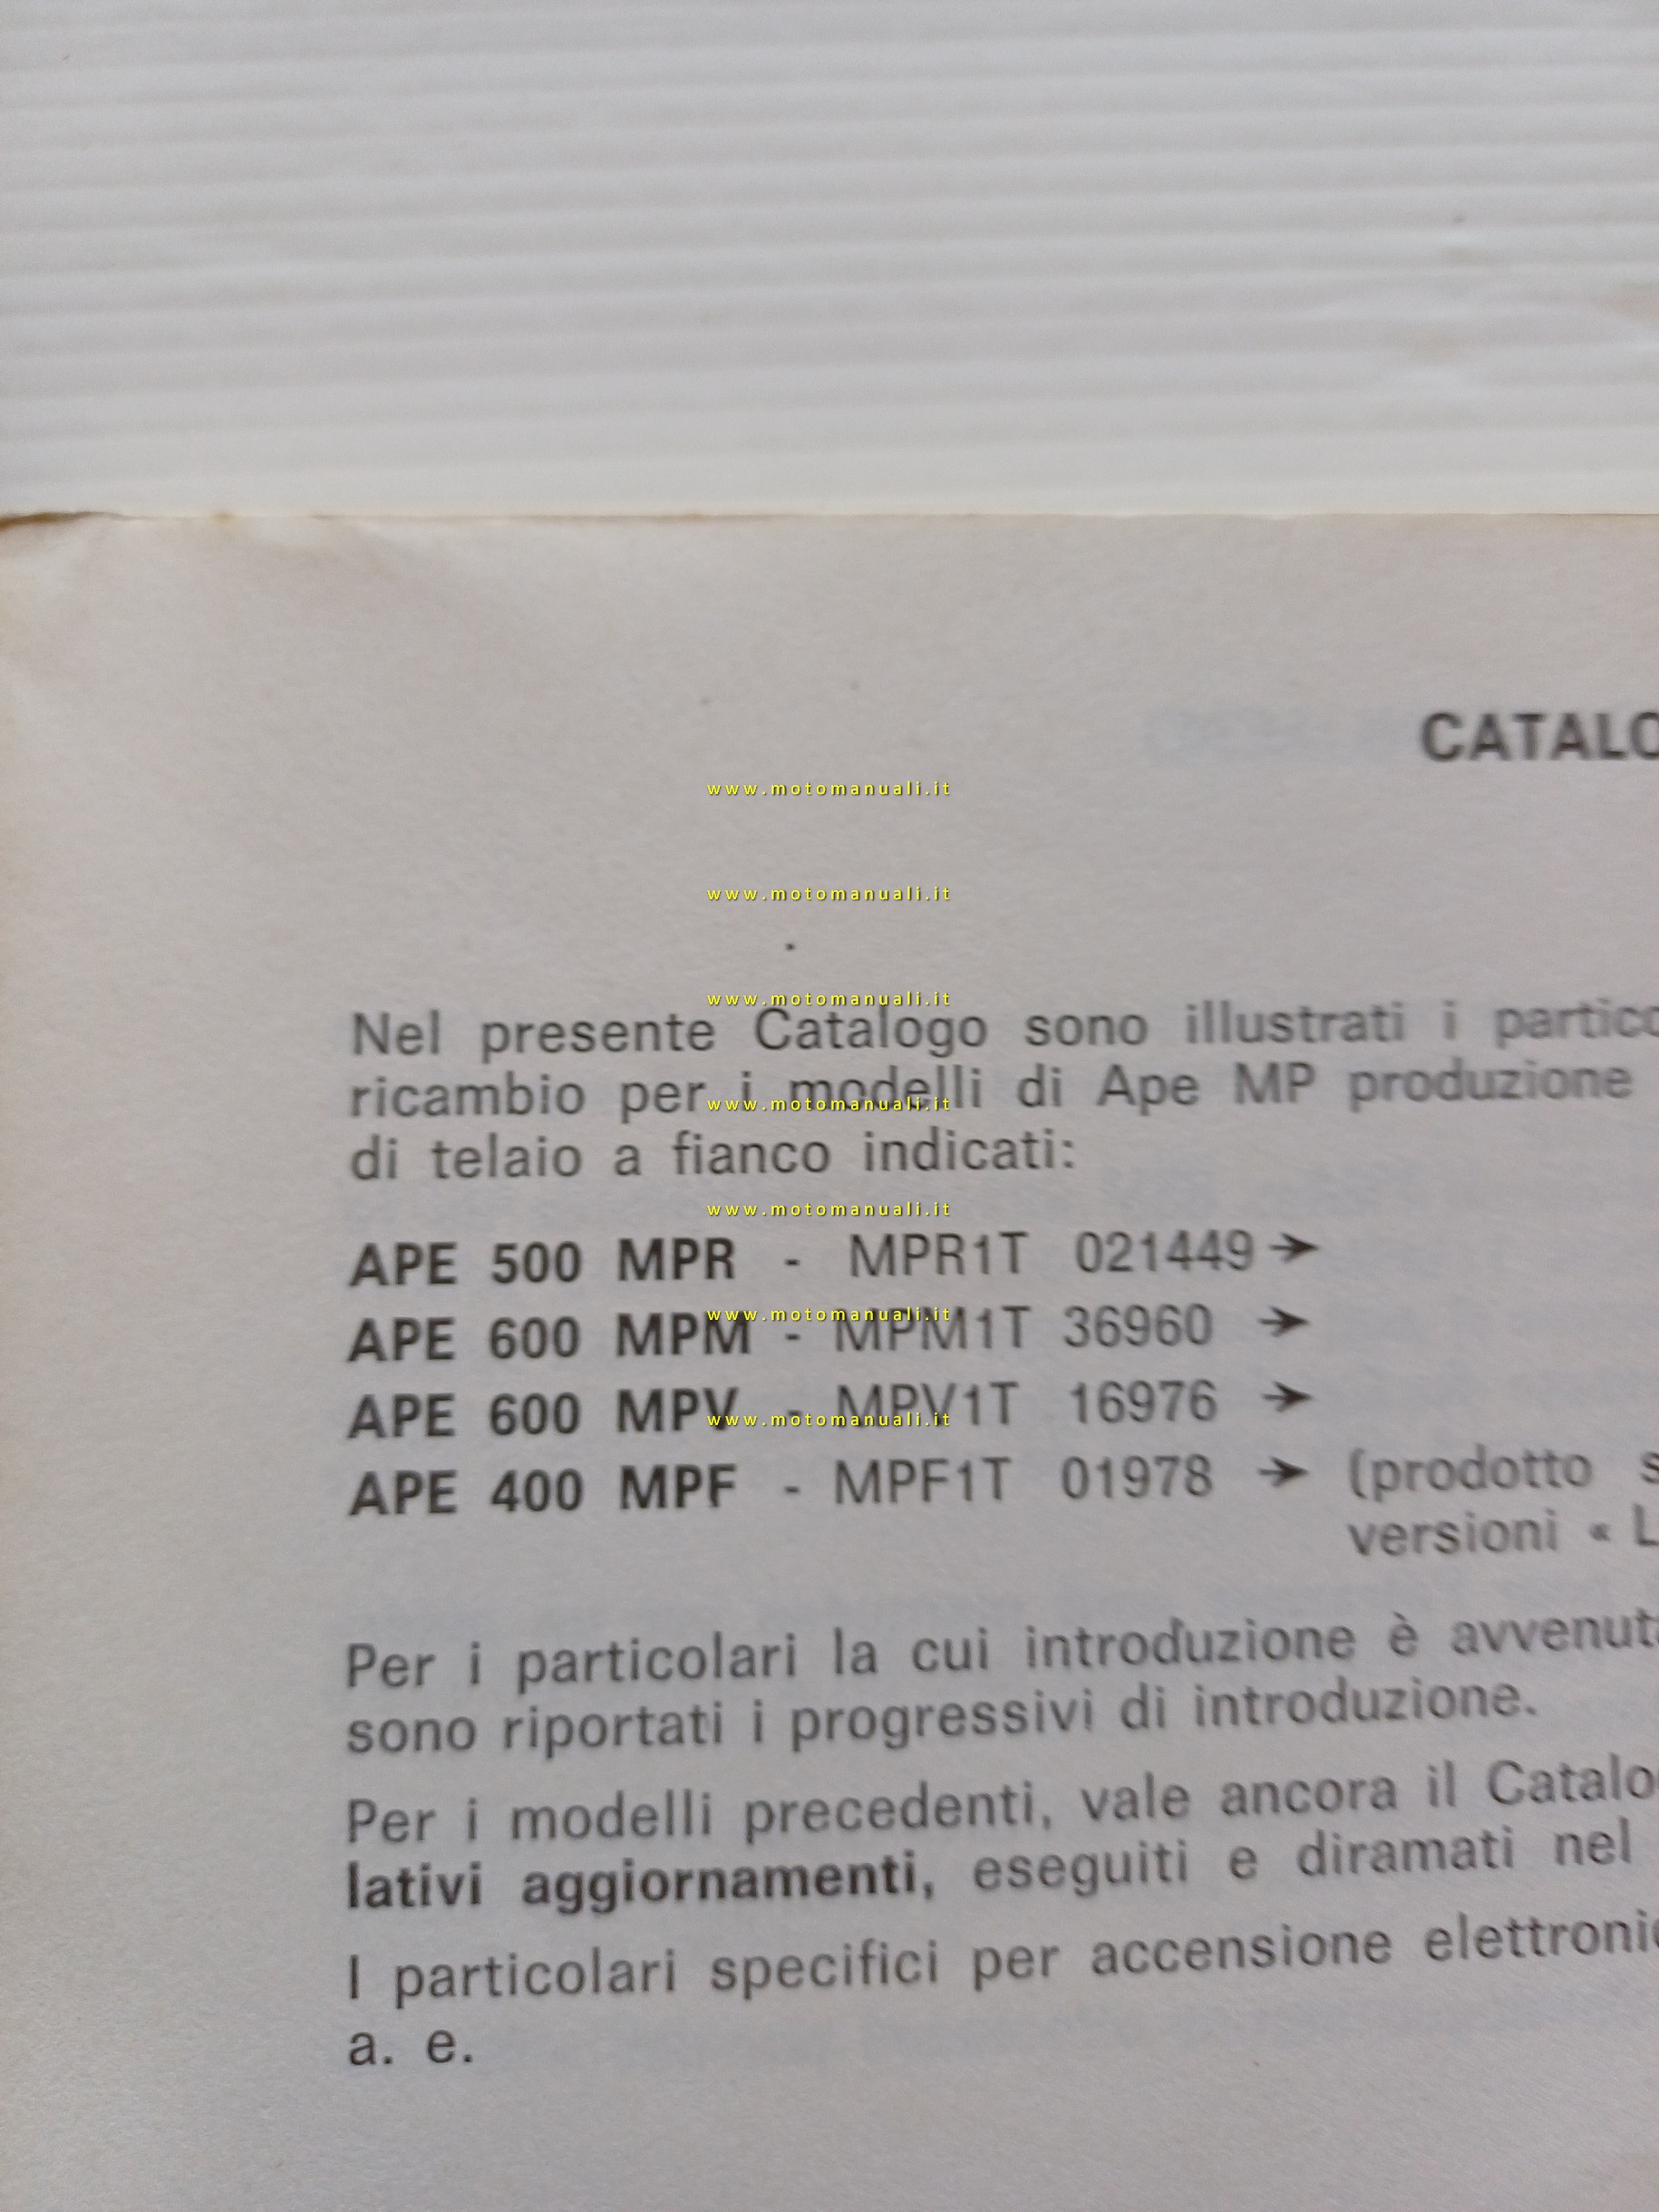 CATALO
www.motomanuali.it
www.motomanuali.it
www.motomanuali.it
Nel presente Catalogo sono illustrati i partico
ricambio per i modelli di Ape MP produzione
www.motomanuali.it
di telaio a fianco indicati:
www.motomanuali.it
APE 500 MPR - MPR1T 021449 ➔
www.motomanuali.it
APE 600 MPM - MPM1T 36960 ➔
APE 600 MPV - MPV1T 16976 ➔
www.motomanuali.it
APE 400 MPF - MPF1T 01978 ➔ (prodotto s
versioni « L
Per i particolari la cui introduzione è avvenuta
sono riportati i progressivi di introduzione.
Per i modelli precedenti, vale ancora il Catalo
lativi aggiornamenti, eseguiti e diramati nel
I particolari specifici per accensione elettroni
a. e.